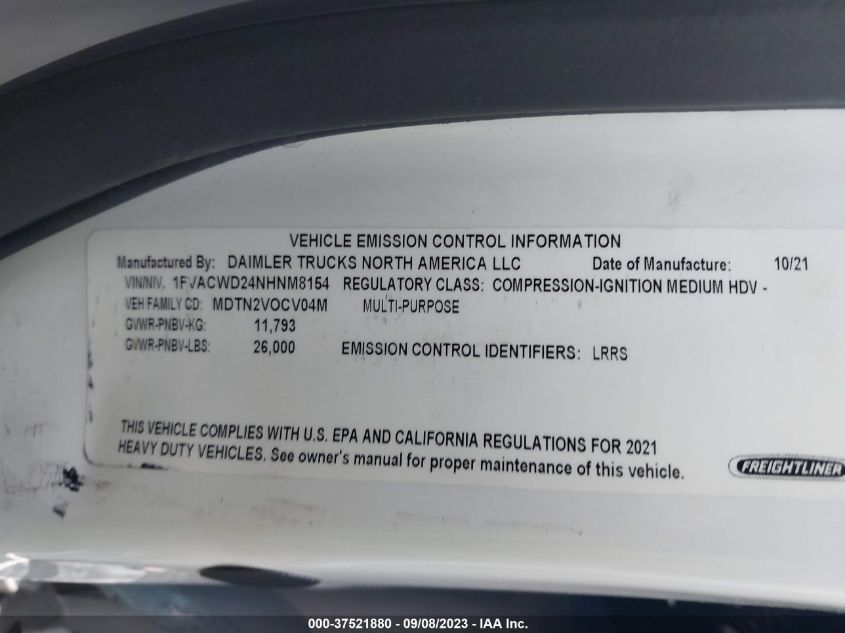 VEHICLE EMISSION CONTROL INFORMATION
Manufactured By: DAIMLER TRUCKS NORTH AMERICA LLC Date of Manufacture: 10/21
VIN/NIV. 1FVACWD24NHNM8154 REGULATORY CLASS: COMPRESSION-IGNITION MEDIUM HDV -
VEH FAMILY CD: MDTN2VOCV04M MULTI-PURPOSE
GVWR-PNBV-KG: 11,793
GVWR-PNBV-LBS: 26,000 EMISSION CONTROL IDENTIFIERS: LRRS
THIS VEHICLE COMPLIES WITH U.S. EPA AND CALIFORNIA REGULATIONS FOR 2021
HEAVY DUTY VEHICLES. See owner's manual for proper maintenance of this vehicle.
FREIGHTLINER
000-37521880 - 09/08/2023 - IAA Inc.